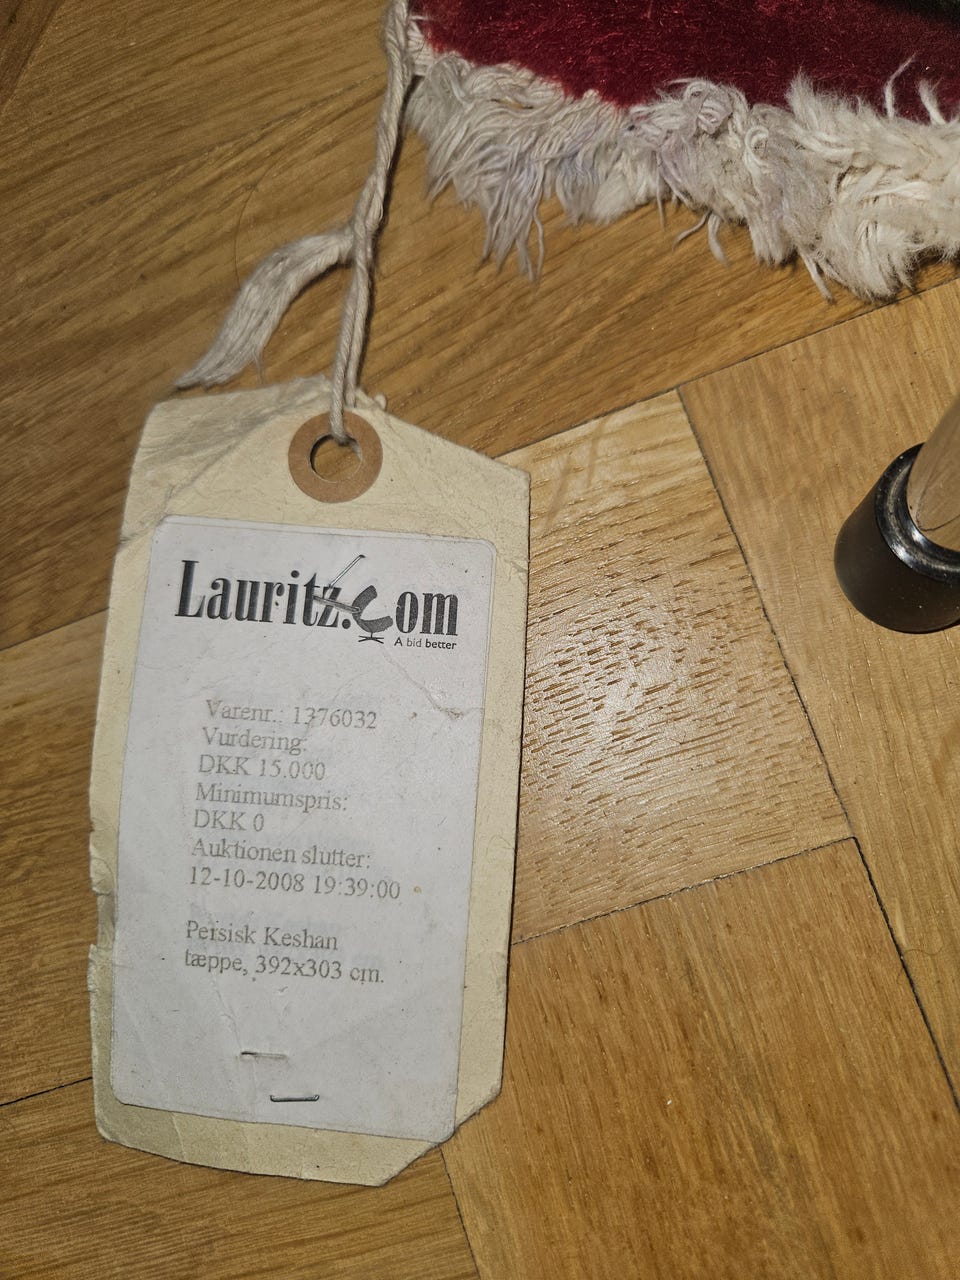 Lauritz.com
A bid better
Varenr.: 1376032
Vurdering:
DKK 15.000
Minimumspris:
DKK 0
Auktionen slutter:
12-10-2008 19:39:00
Persisk Keshan
tæppe, 392x303 cm.